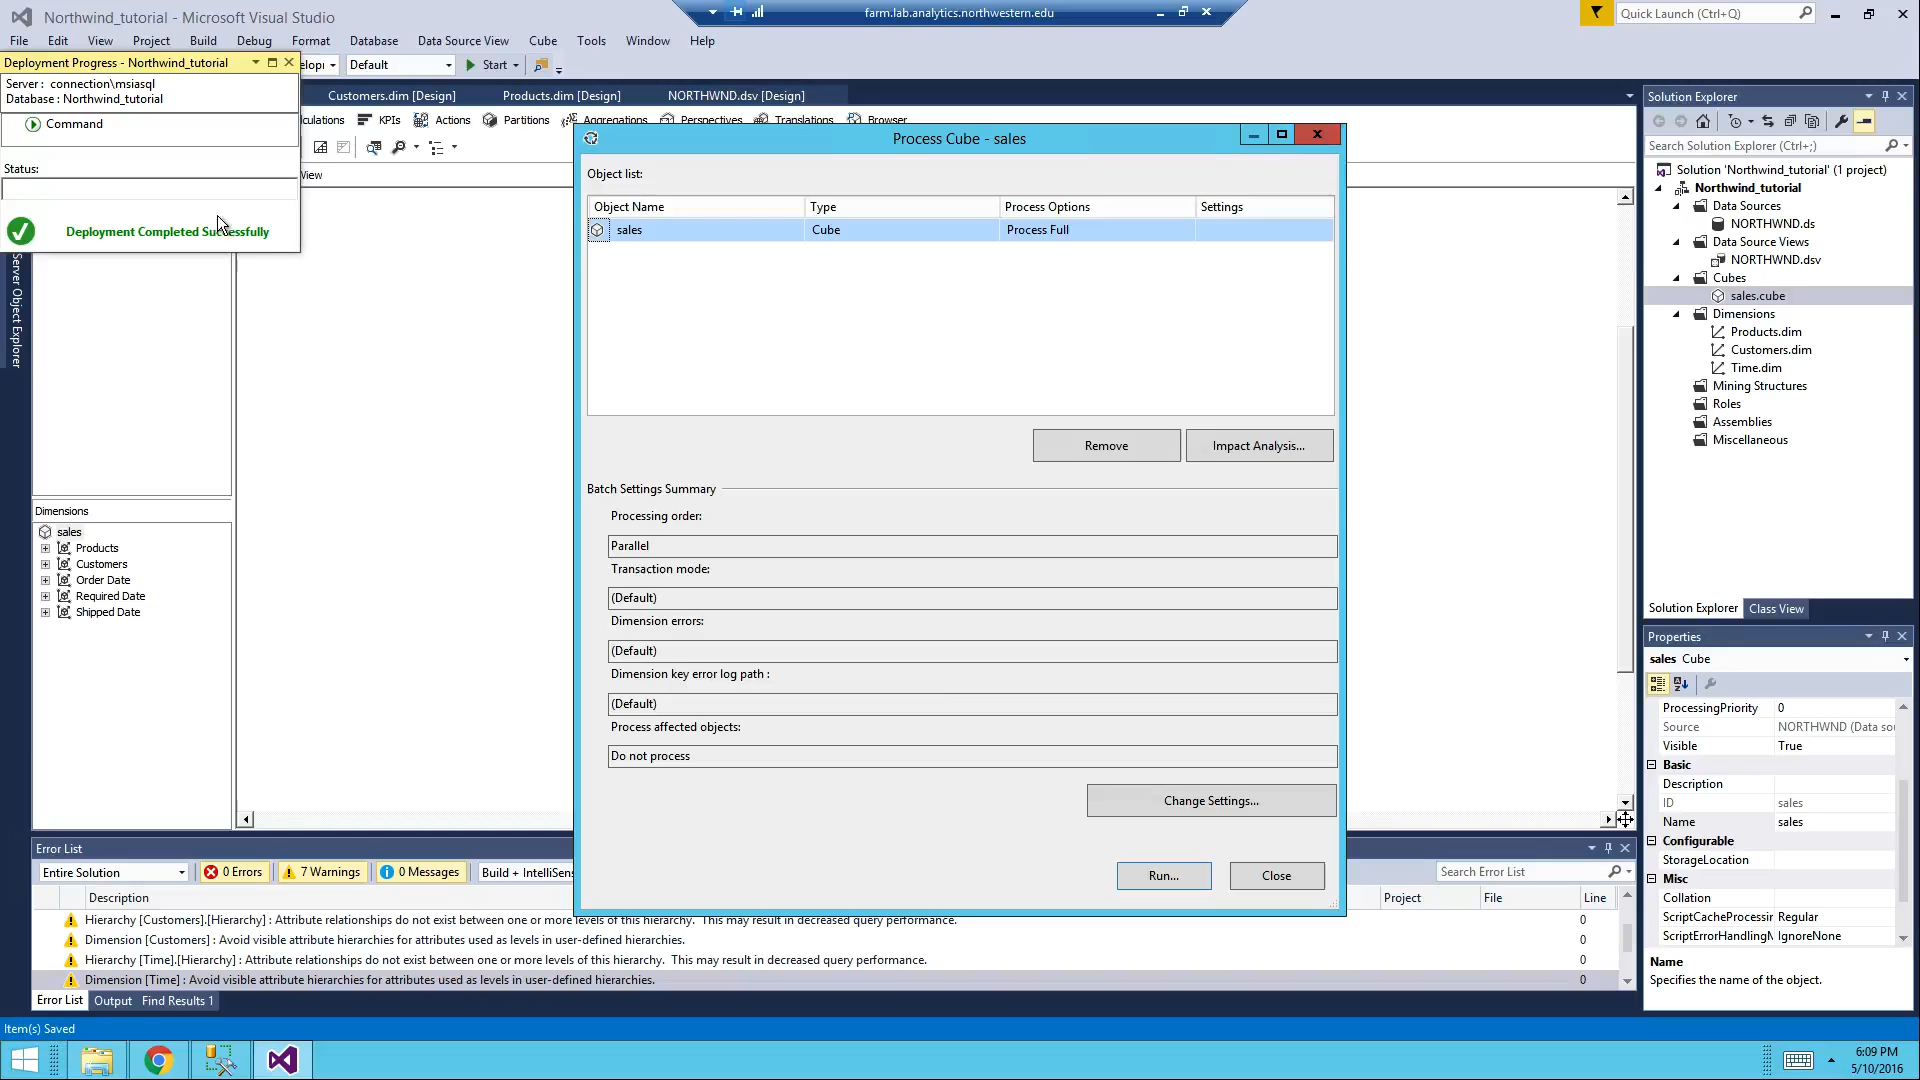 Northwind_tutorial - Microsoft Visual Studio
farm.lab.analytics.northwestern.edu
Quick Launch (Ctrl+Q)
File Edit View Project Build Debug Format Database Data Source View Cube Tools Window Help
Deployment Progress - Northwind_tutorial
Default
Start
Server : connection\msiasql
Database : Northwind_tutorial
Command
Status:
Deployment Completed Successfully
Customers.dim [Design]
Products.dim [Design]
NORTHWND.dsv [Design]
KPIs
Actions
Partitions
Aggregations
Perspectives
Translations
Browser
Server Object Explorer
Process Cube - sales
Object list:
Object Name Type Process Options Settings
sales Cube Process Full
Remove
Impact Analysis...
Batch Settings Summary
Processing order:
Parallel
Transaction mode:
(Default)
Dimension errors:
(Default)
Dimension key error log path :
(Default)
Process affected objects:
Do not process
Change Settings...
Run...
Close
Dimensions
sales
Products
Customers
Order Date
Required Date
Shipped Date
Solution Explorer
Search Solution Explorer (Ctrl+;)
Solution 'Northwind_tutorial' (1 project)
Northwind_tutorial
Data Sources
NORTHWND.ds
Data Source Views
NORTHWND.dsv
Cubes
sales.cube
Dimensions
Products.dim
Customers.dim
Time.dim
Mining Structures
Roles
Assemblies
Miscellaneous
Solution Explorer
Class View
Properties
sales Cube
ProcessingPriority 0
Source NORTHWND (Data sou
Visible True
Basic
Description
ID sales
Name sales
Configurable
StorageLocation
Misc
Collation
ScriptCacheProcessin Regular
ScriptErrorHandlingM IgnoreNone
Name
Specifies the name of the object.
Error List
Entire Solution
0 Errors
7 Warnings
0 Messages
Build + IntelliSens
Search Error List
Description Project File Line
Hierarchy [Customers].[Hierarchy] : Attribute relationships do not exist between one or more levels of this hierarchy. This may result in decreased query performance. 0
Dimension [Customers] : Avoid visible attribute hierarchies for attributes used as levels in user-defined hierarchies. 0
Hierarchy [Time].[Hierarchy] : Attribute relationships do not exist between one or more levels of this hierarchy. This may result in decreased query performance. 0
Dimension [Time] : Avoid visible attribute hierarchies for attributes used as levels in user-defined hierarchies. 0
Error List
Output
Find Results 1
Item(s) Saved
6:09 PM
5/10/2016